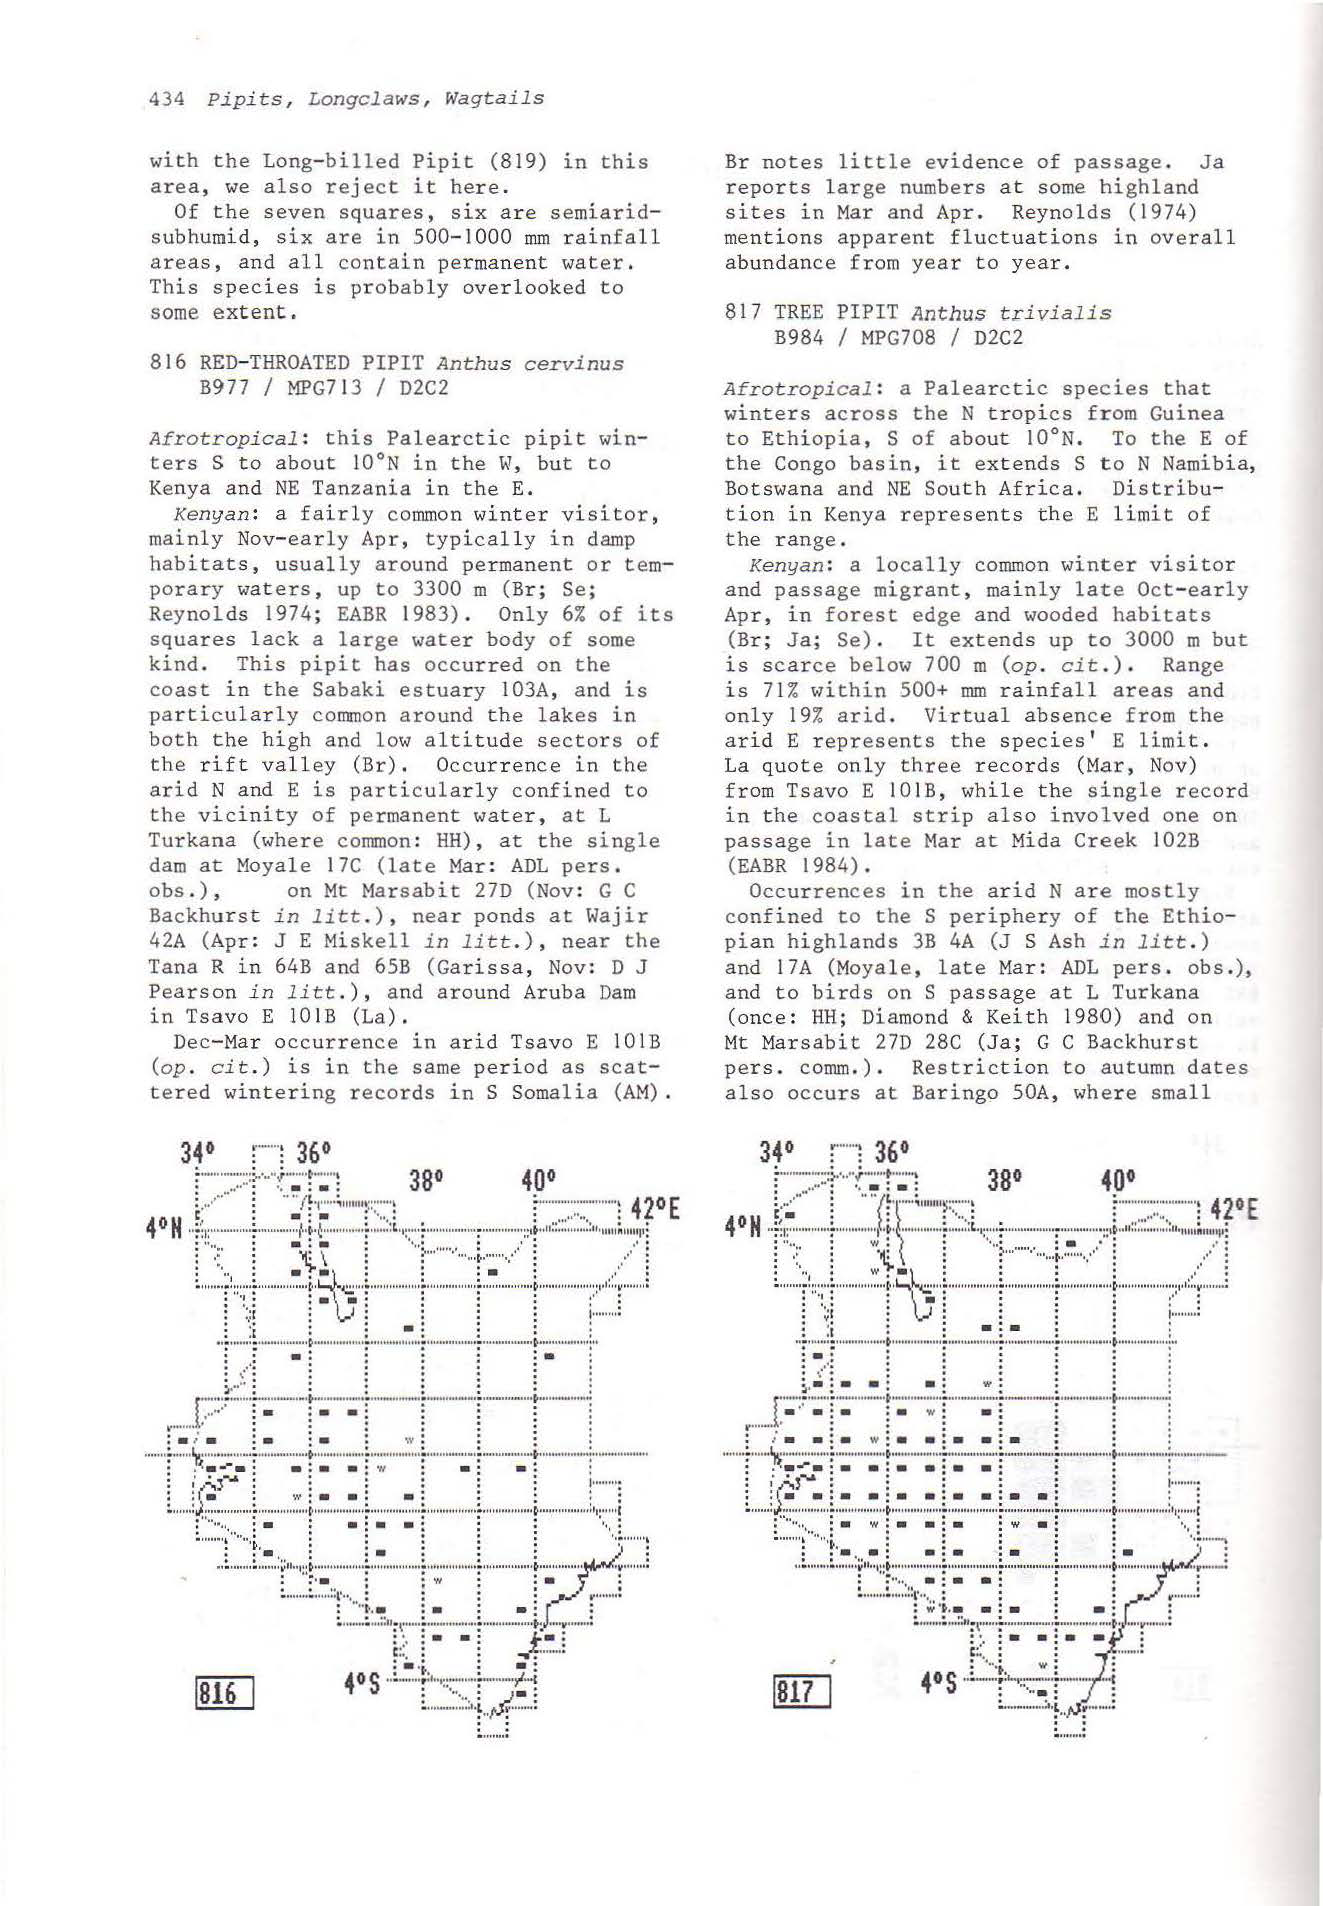 434 Pipits, Longclaws, Wagtails
with the Long-billed Pipit (819) in this
area, we also reject it here.
Of the seven squares, six are semiarid-
subhumid, six are in 500-1000 mm rainfall
areas, and all contain permanent water.
This species is probably overlooked to
some extent.
816 RED-THROATED PIPIT Anthus cervinus
B977 / MPG713 / D2C2
Afrotropical: this Palearctic pipit win-
ters S to about 10°N in the W, but to
Kenya and NE Tanzania in the E.
Kenyan: a fairly common winter visitor,
mainly Nov-early Apr, typically in damp
habitats, usually around permanent or tem-
porary waters, up to 3300 m (Br; Se;
Reynolds 1974; EABR 1983). Only 6% of its
squares lack a large water body of some
kind. This pipit has occurred on the
coast in the Sabaki estuary 103A, and is
particularly common around the lakes in
both the high and low altitude sectors of
the rift valley (Br). Occurrence in the
arid N and E is particularly confined to
the vicinity of permanent water, at L
Turkana (where common: HH), at the single
dam at Moyale 17C (late Mar: ADL pers.
obs.), on Mt Marsabit 27D (Nov: G C
Backhurst in litt.), near ponds at Wajir
42A (Apr: J E Miskell in litt.), near the
Tana R in 64B and 65B (Garissa, Nov: D J
Pearson in litt.), and around Aruba Dam
in Tsavo E 101B (La).
Dec-Mar occurrence in arid Tsavo E 101B
(op. cit.) is in the same period as scat-
tered wintering records in S Somalia (AM).
Br notes little evidence of passage. Ja
reports large numbers at some highland
sites in Mar and Apr. Reynolds (1974)
mentions apparent fluctuations in overall
abundance from year to year.
817 TREE PIPIT Anthus trivialis
B984 / MPG708 / D2C2
Afrotropical: a Palearctic species that
winters across the N tropics from Guinea
to Ethiopia, S of about 10°N. To the E of
the Congo basin, it extends S to N Namibia,
Botswana and NE South Africa. Distribu-
tion in Kenya represents the E limit of
the range.
Kenyan: a locally common winter visitor
and passage migrant, mainly late Oct-early
Apr, in forest edge and wooded habitats
(Br; Ja; Se). It extends up to 3000 m but
is scarce below 700 m (op. cit.). Range
is 71% within 500+ mm rainfall areas and
only 19% arid. Virtual absence from the
arid E represents the species' E limit.
La quote only three records (Mar, Nov)
from Tsavo E 101B, while the single record
in the coastal strip also involved one on
passage in late Mar at Mida Creek 102B
(EABR 1984).
Occurrences in the arid N are mostly
confined to the S periphery of the Ethio-
pian highlands 3B 4A (J S Ash in litt.)
and 17A (Moyale, late Mar: ADL pers. obs.),
and to birds on S passage at L Turkana
(once: HH; Diamond & Keith 1980) and on
Mt Marsabit 27D 28C (Ja; G C Backhurst
pers. comm.). Restriction to autumn dates
also occurs at Baringo 50A, where small
34° 36°
38° 40°
42°E
4°N
w
w
w
w
4°S
816
34° 36°
38° 40°
42°E
4°N
w
w
w
w
w
w w
w
w
4°S
817